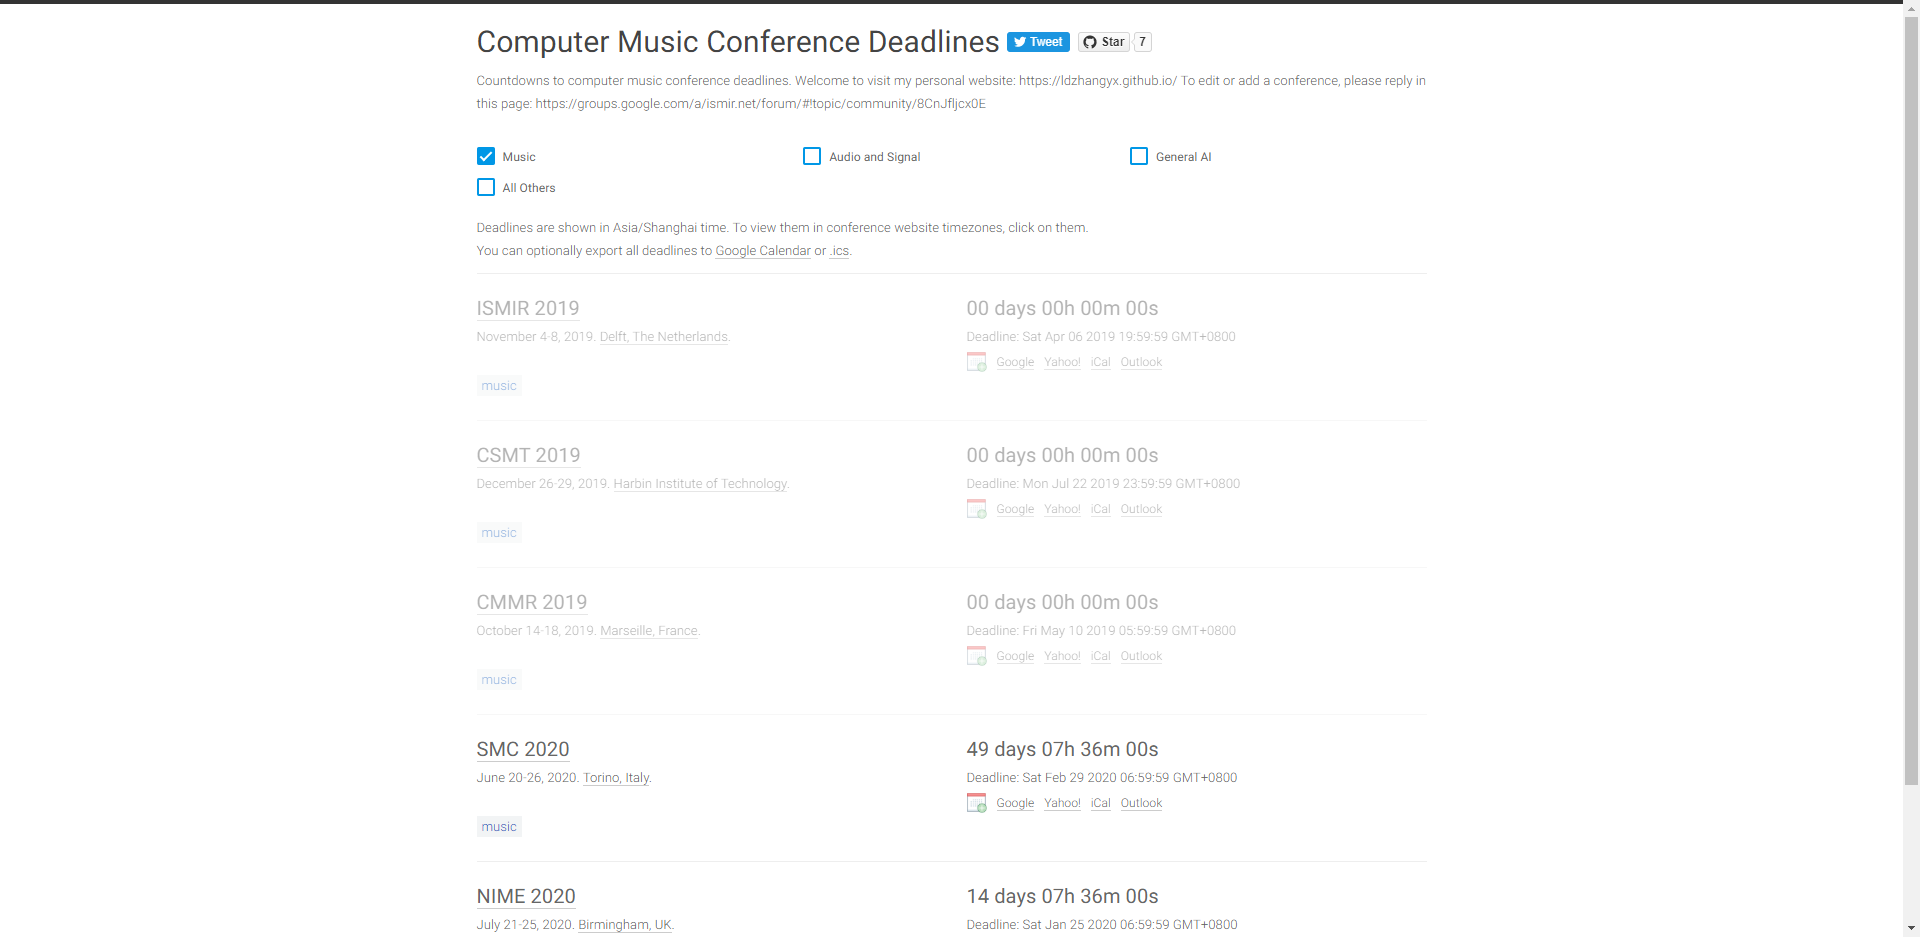 Computer Music Conference Deadlines Tweet Star 7
Countdowns to computer music conference deadlines. Welcome to visit my personal website: https://ldzhangyx.github.io/ To edit or add a conference, please reply in
this page: https://groups.google.com/a/ismir.net/forum/#!topic/community/8CnJfljcx0E
Music Audio and Signal General AI
All Others
Deadlines are shown in Asia/Shanghai time. To view them in conference website timezones, click on them.
You can optionally export all deadlines to Google Calendar or .ics.
ISMIR 2019 00 days 00h 00m 00s
November 4-8, 2019. Delft, The Netherlands. Deadline: Sat Apr 06 2019 19:59:59 GMT+0800
Google Yahoo! iCal Outlook
music
CSMT 2019 00 days 00h 00m 00s
December 26-29, 2019. Harbin Institute of Technology. Deadline: Mon Jul 22 2019 23:59:59 GMT+0800
Google Yahoo! iCal Outlook
music
CMMR 2019 00 days 00h 00m 00s
October 14-18, 2019. Marseille, France. Deadline: Fri May 10 2019 05:59:59 GMT+0800
Google Yahoo! iCal Outlook
music
SMC 2020 49 days 07h 36m 00s
June 20-26, 2020. Torino, Italy. Deadline: Sat Feb 29 2020 06:59:59 GMT+0800
Google Yahoo! iCal Outlook
music
NIME 2020 14 days 07h 36m 00s
July 21-25, 2020. Birmingham, UK. Deadline: Sat Jan 25 2020 06:59:59 GMT+0800